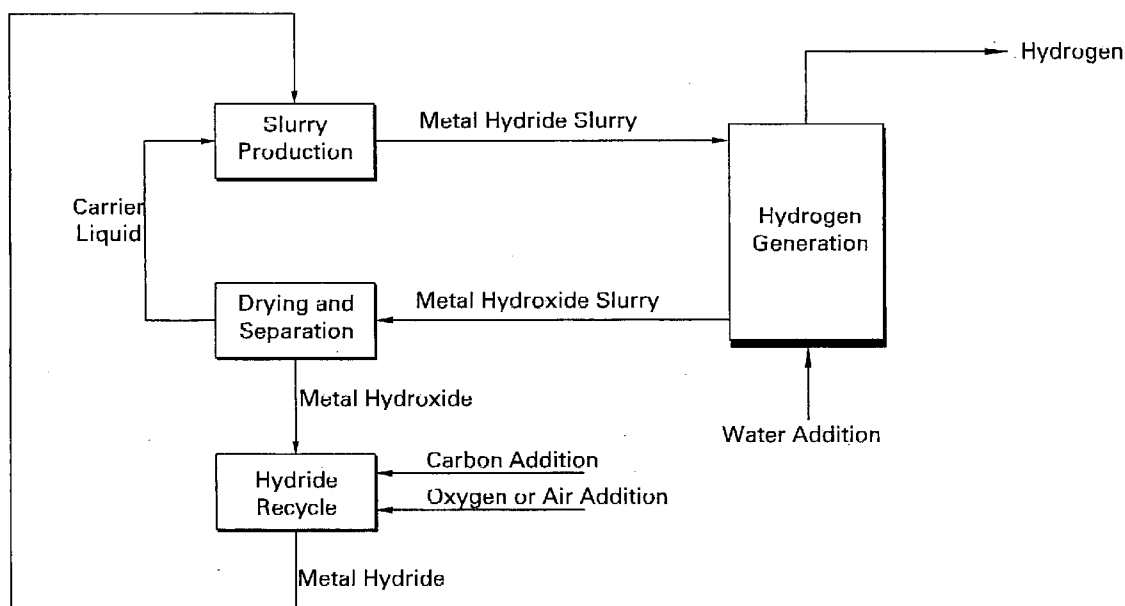 Hydrogen
Slurry
Production
Metal Hydride Slurry
Carrier
Liquid
Hydrogen
Generation
Drying and
Separation
Metal Hydroxide Slurry
Metal Hydroxide
Water Addition
Hydride
Recycle
Carbon Addition
Oxygen or Air Addition
Metal Hydride